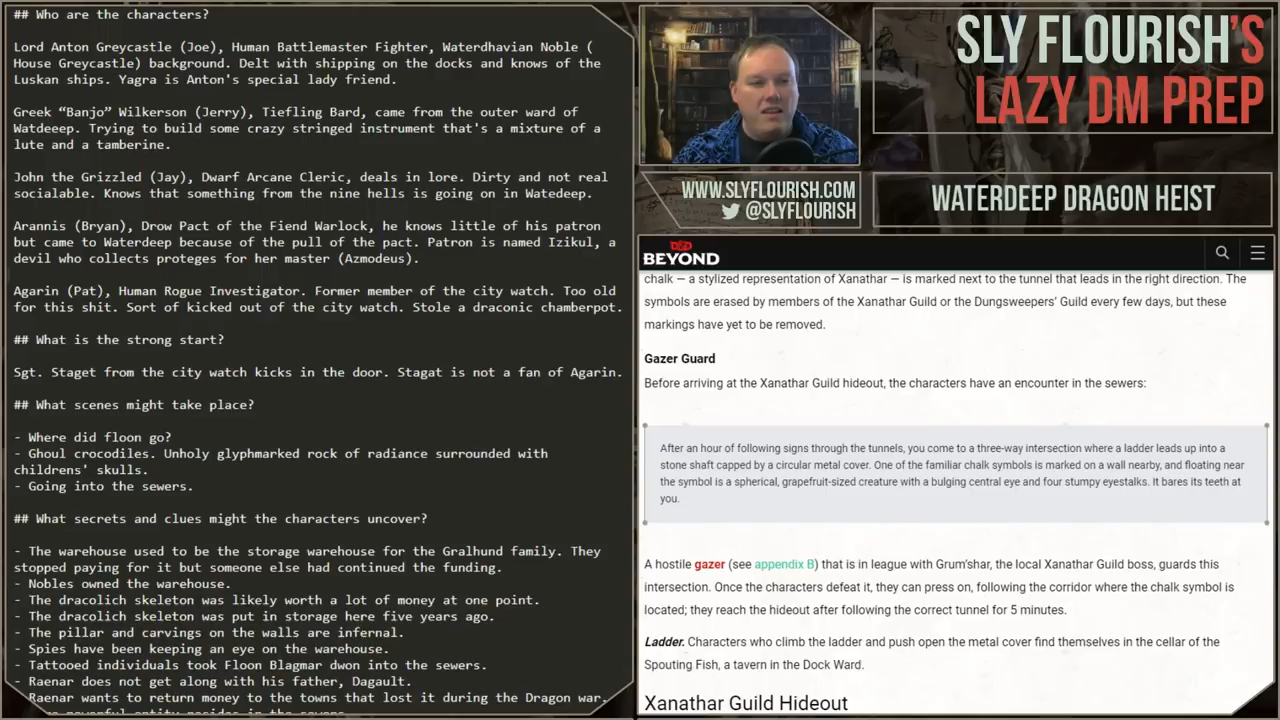 ## Who are the characters?
Lord Anton Greycastle (Joe), Human Battlemaster Fighter, Waterdhavian Noble (
House Greycastle) background. Delt with shipping on the docks and knows of the
Luskan ships. Yagra is Anton's special lady friend.
Greek “Banjo” Wilkerson (Jerry), Tiefling Bard, came from the outer ward of
Watdeeep. Trying to build some crazy stringed instrument that's a mixture of a
lute and a tamberine.
John the Grizzled (Jay), Dwarf Arcane Cleric, deals in lore. Dirty and not real
socialable. Knows that something from the nine hells is going on in Watedeep.
Arannis (Bryan), Drow Pact of the Fiend Warlock, he knows little of his patron
but came to Waterdeep because of the pull of the pact. Patron is named Izikul, a
devil who collects proteges for her master (Azmodeus).
Agarin (Pat), Human Rogue Investigator. Former member of the city watch. Too old
for this shit. Sort of kicked out of the city watch. Stole a draconic chamberpot.
## What is the strong start?
Sgt. Staget from the city watch kicks in the door. Stagat is not a fan of Agarin.
## What scenes might take place?
- Where did floon go?
- Ghoul crocodiles. Unholy glyphmarked rock of radiance surrounded with
childrens' skulls.
- Going into the sewers.
## What secrets and clues might the characters uncover?
- The warehouse used to be the storage warehouse for the Gralhund family. They
stopped paying for it but someone else had continued the funding.
- Nobles owned the warehouse.
- The dracolich skeleton was likely worth a lot of money at one point.
- The dracolich skeleton was put in storage here five years ago.
- The pillar and carvings on the walls are infernal.
- Spies have been keeping an eye on the warehouse.
- Tattooed individuals took Floon Blagmar dwon into the sewers.
- Raenar does not get along with his father, Dagault.
Raenar wants to return money to the towns that lost it during the Dragon war.
powerful entity resides in the sewers
SLY FLOURISH'S
LAZY DM PREP
WWW.SLYFLOURISH.COM
@SLYFLOURISH
WATERDEEP DRAGON HEIST
D&D
BEYOND
chalk — a stylized representation of Xanathar — is marked next to the tunnel that leads in the right direction. The
symbols are erased by members of the Xanathar Guild or the Dungsweepers' Guild every few days, but these
markings have yet to be removed.
Gazer Guard
Before arriving at the Xanathar Guild hideout, the characters have an encounter in the sewers:
After an hour of following signs through the tunnels, you come to a three-way intersection where a ladder leads up into a
stone shaft capped by a circular metal cover. One of the familiar chalk symbols is marked on a wall nearby, and floating near
the symbol is a spherical, grapefruit-sized creature with a bulging central eye and four stumpy eyestalks. It bares its teeth at
you.
A hostile gazer (see appendix B) that is in league with Grum'shar, the local Xanathar Guild boss, guards this
intersection. Once the characters defeat it, they can press on, following the corridor where the chalk symbol is
located; they reach the hideout after following the correct tunnel for 5 minutes.
Ladder. Characters who climb the ladder and push open the metal cover find themselves in the cellar of the
Spouting Fish, a tavern in the Dock Ward.
Xanathar Guild Hideout